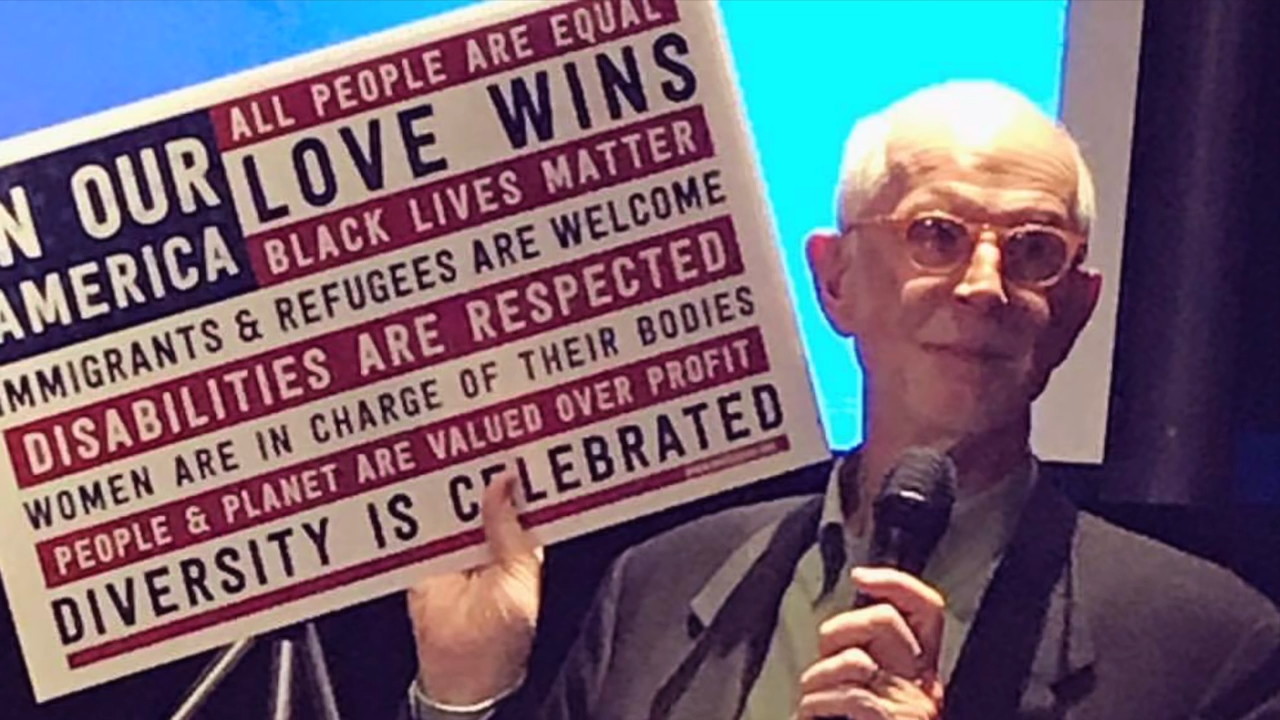 N OUR
AMERICA
ALL PEOPLE ARE EQUAL
LOVE WINS
BLACK LIVES MATTER
IMMIGRANTS & REFUGEES ARE WELCOME
DISABILITIES ARE RESPECTED
WOMEN ARE IN CHARGE OF THEIR BODIES
PEOPLE & PLANET ARE VALUED OVER PROFIT
DIVERSITY IS CELEBRATED